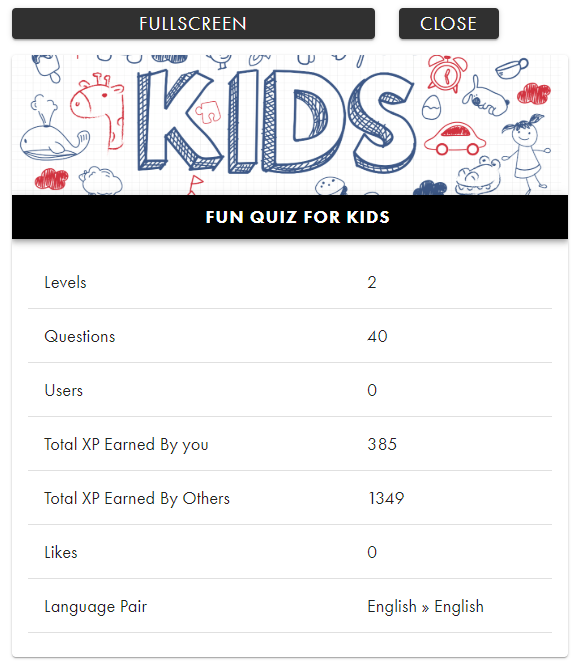 FULLSCREEN CLOSE
KIDS
FUN QUIZ FOR KIDS
Levels 2
Questions 40
Users 0
Total XP Earned By you 385
Total XP Earned By Others 1349
Likes 0
Language Pair English » English